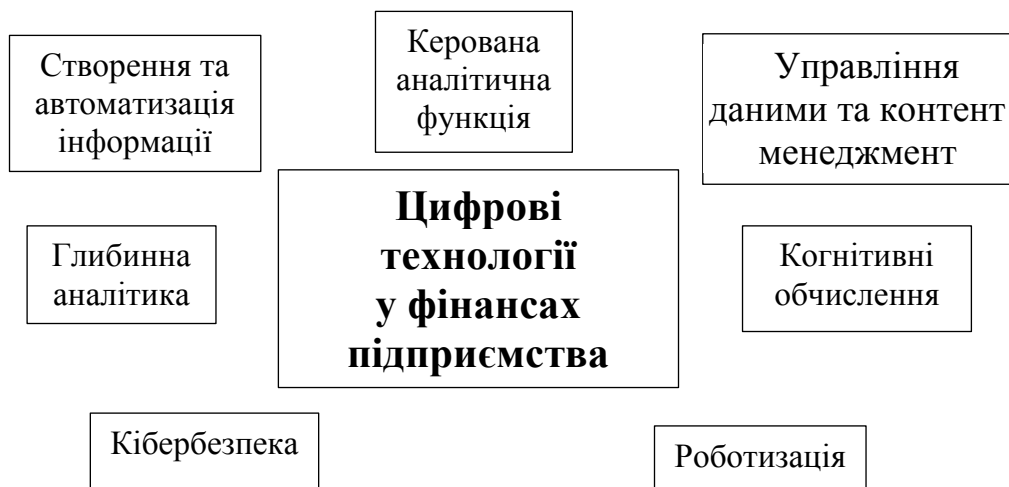 Створення та
автоматизація
інформації
Керована
аналітична
функція
Управління
даними та контент
менеджмент
Глибинна
аналітика
Цифрові
технології
у фінансах
підприємства
Когнітивні
обчислення
Кібербезпека
Роботизація